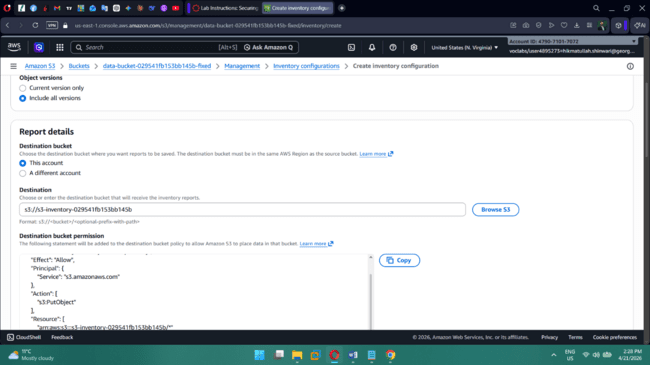 Lab Instructions: Securing
Create inventory configur
VPN
us-east-1.console.aws.amazon.com/s3/management/data-bucket-029541fb153bb145b-fixed/inventory/create
aws
Search
[Alt+S]
Ask Amazon Q
United States (N. Virginia)
Amazon S3
Buckets
data-bucket-029541fb153bb145b-fixed
Management
Inventory configurations
Create inventory configuration
Object versions
Current version only
Include all versions
Report details
Destination bucket
Choose the destination bucket where you want reports to be saved. The destination bucket must be in the same AWS Region as the source bucket. Learn more
This account
A different account
Destination
Choose or enter the destination bucket that will receive the inventory reports.
s3://s3-inventory-029541fb153bb145b
Browse S3
Format: s3://<bucket>/<optional-prefix-with-path>
Destination bucket permission
The following statement will be added to the destination bucket policy to allow Amazon S3 to place data in that bucket. Learn more
"Effect": "Allow",
"Principal": {
"Service": "s3.amazonaws.com"
},
"Action": [
"s3:PutObject"
],
"Resource": [
"arn:aws:s3:::s3-inventory-029541fb153bb145b/*"
Copy
CloudShell
Feedback
© 2026, Amazon Web Services, Inc. or its affiliates.
Privacy
Terms
Cookie preferences
11°C
Mostly cloudy
ENG
US
2:28 PM
4/23/2026